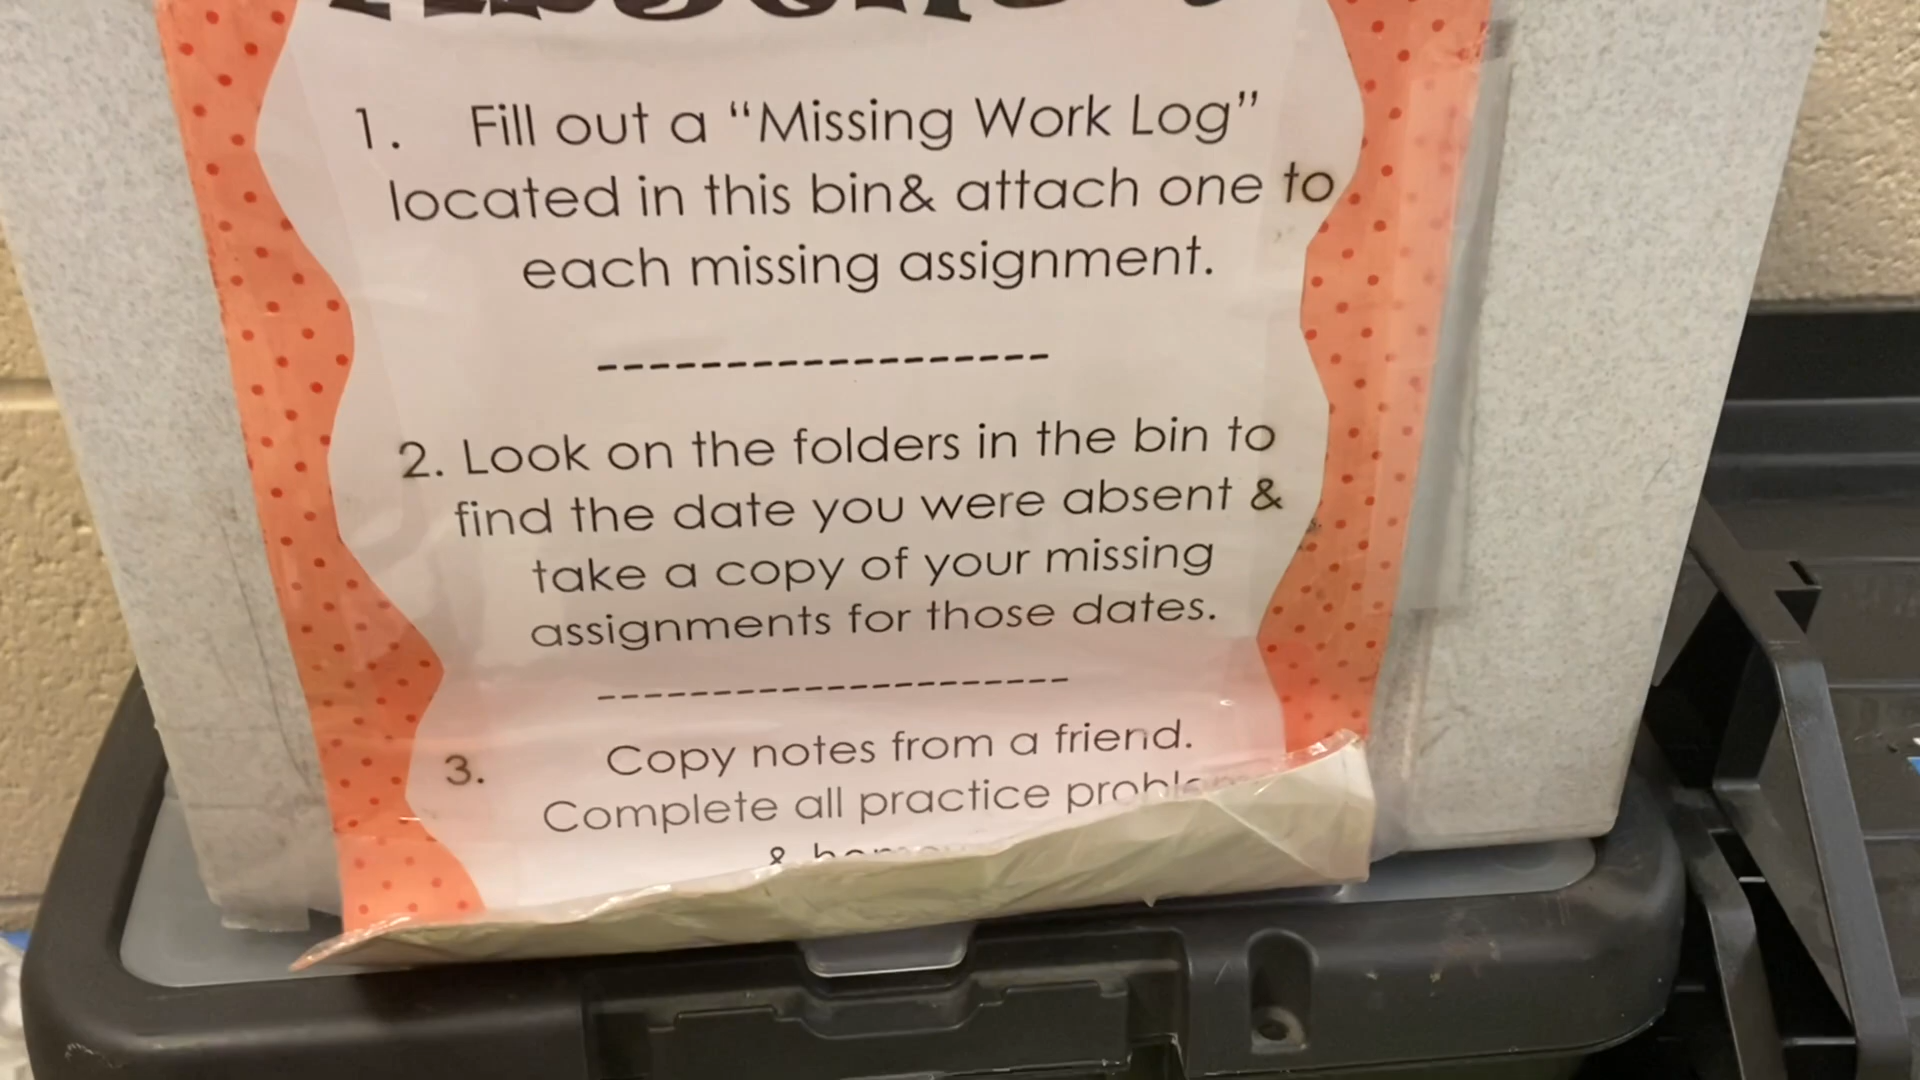 1. Fill out a “Missing Work Log”
located in this bin& attach one to
each missing assignment.
------------------
2. Look on the folders in the bin to
find the date you were absent &
take a copy of your missing
assignments for those dates.
---------------------
3. Copy notes from a friend.
Complete all practice
&